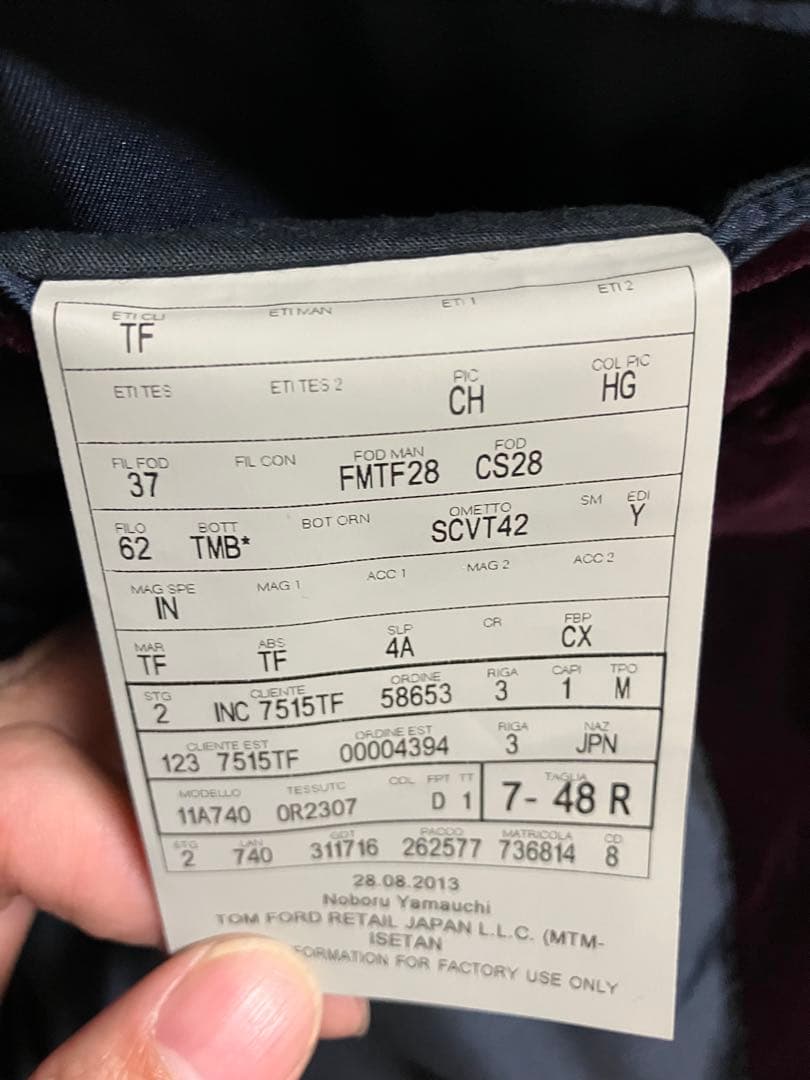 ETI CLI ETI MAN ETI 1 ETI 2
TF
ETI TES ETI TES 2 PIC COL PIC
CH HG
FIL FOD FIL CON FOD MAN FOD
37 FMTF28 CS28
FILO BOTT BOT ORN OMETTO SM EDI
62 TMB* SCVT42 Y
MAG SPE MAG 1 ACC 1 MAG 2 ACC 2
IN
MAR ABS SLP CR FBP
TF TF 4A CX
STG CLIENTE ORDINE RIGA CAPI TPO
2 INC 7515TF 58653 3 1 M
CLIENTE EST ORDINE EST RIGA NAZ
123 7515TF 00004394 3 JPN
MODELLO TESSUTO COL FPT TT TAGLIA
11A740 0R2307 D 1 7- 48 R
STG LAN GDT PACCO MATRICOLA CD
2 740 311716 262577 736814 8
28.08.2013
Noboru Yamauchi
TOM FORD RETAIL JAPAN L.L.C. (MTM-
ISETAN
FORMATION FOR FACTORY USE ONLY